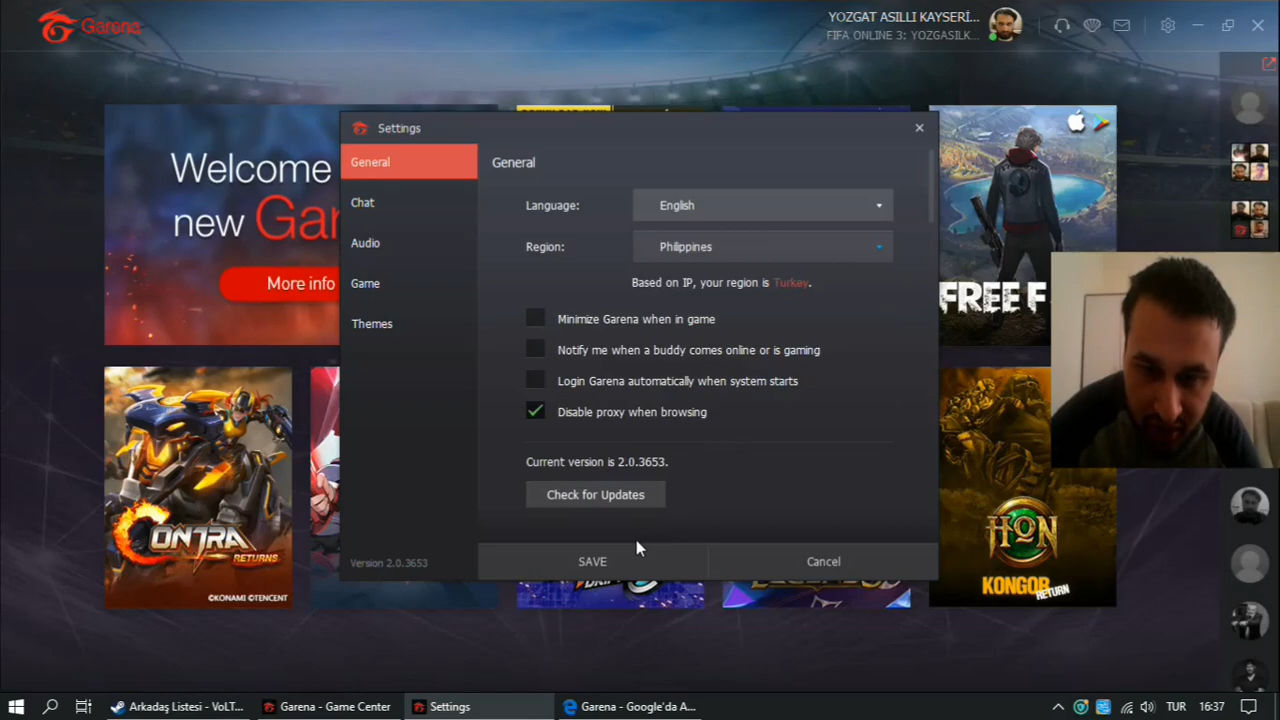 Garena
YOZGAT ASILLI KAYSERİ...
FIFA ONLINE 3: YOZGASILK...
Welcome
new Gar
More info
Settings
General
Chat
Audio
Game
Themes
Version 2.0.3653
General
Language: English
Region: Philippines
Based on IP, your region is Turkey.
Minimize Garena when in game
Notify me when a buddy comes online or is gaming
Login Garena automatically when system starts
Disable proxy when browsing
Current version is 2.0.3653.
Check for Updates
SAVE
Cancel
FREE F
CONTRA
RETURNS
©KONAMI ©TENCENT
HON
KONGOR
RETURN
Arkadaş Listesi - VoLT...
Garena - Game Center
Settings
Garena - Google'da A...
TUR
16:37